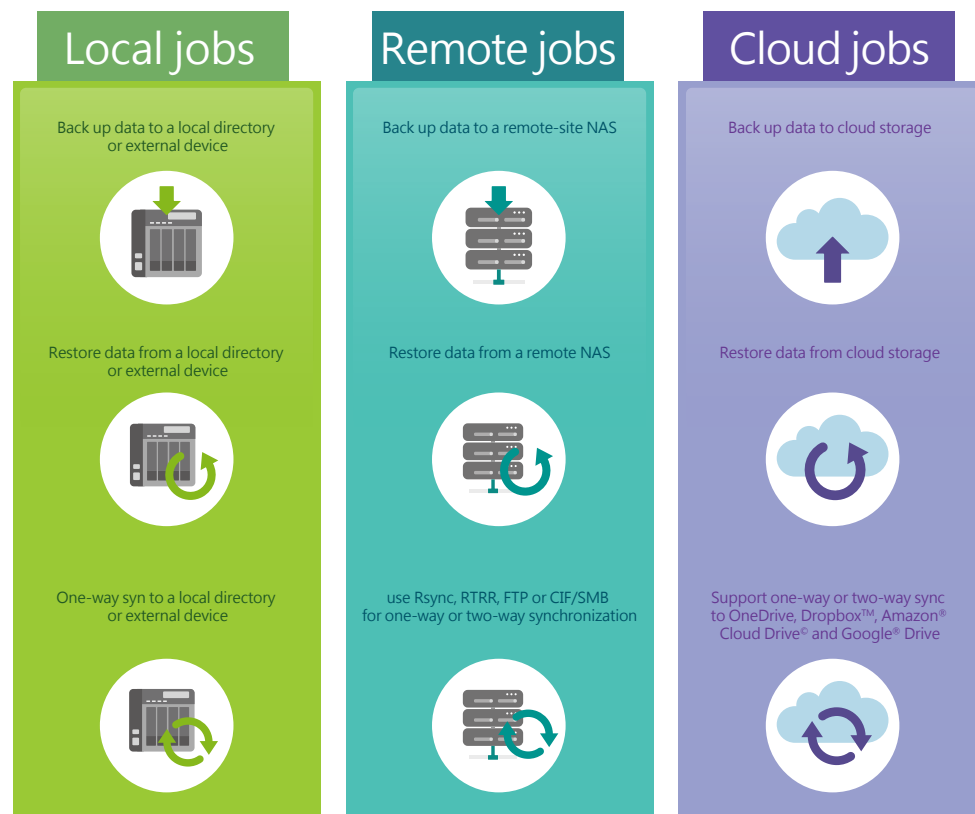 Local jobs
Back up data to a local directory
or external device
Restore data from a local directory
or external device
One-way syn to a local directory
or external device
Remote jobs
Back up data to a remote-site NAS
Restore data from a remote NAS
use Rsync, RTRR, FTP or CIF/SMB
for one-way or two-way synchronization
Cloud jobs
Back up data to cloud storage
Restore data from cloud storage
Support one-way or two-way sync
to OneDrive, Dropbox™, Amazon®
Cloud Drive© and Google® Drive